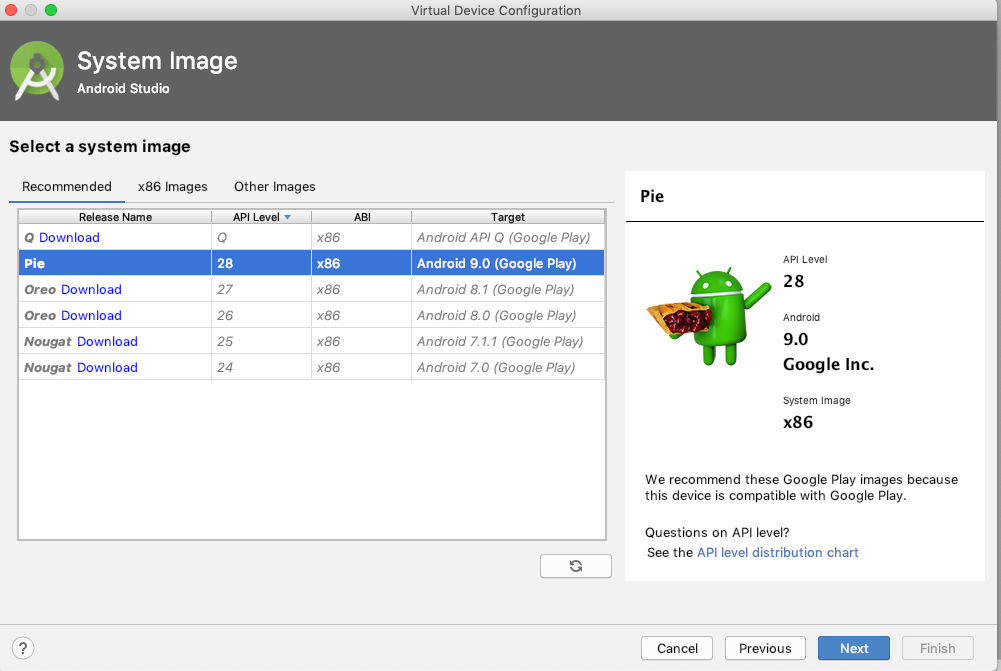 Virtual Device Configuration
System Image
Android Studio
Select a system image
Recommended x86 Images Other Images
Release Name API Level ABI Target
Q Download Q x86 Android API Q (Google Play)
Pie 28 x86 Android 9.0 (Google Play)
Oreo Download 27 x86 Android 8.1 (Google Play)
Oreo Download 26 x86 Android 8.0 (Google Play)
Nougat Download 25 x86 Android 7.1.1 (Google Play)
Nougat Download 24 x86 Android 7.0 (Google Play)
Pie
API Level
28
Android
9.0
Google Inc.
System Image
x86
We recommend these Google Play images because
this device is compatible with Google Play.
Questions on API level?
See the API level distribution chart
? Cancel Previous Next Finish